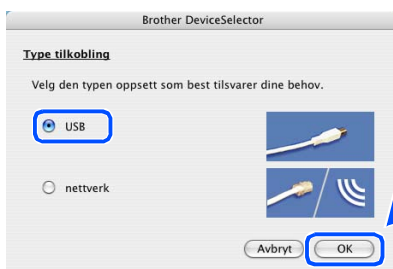 Brother DeviceSelector
Type tilkobling
Velg den typen oppsett som best tilsvarer dine behov.
USB
nettverk
Avbryt OK